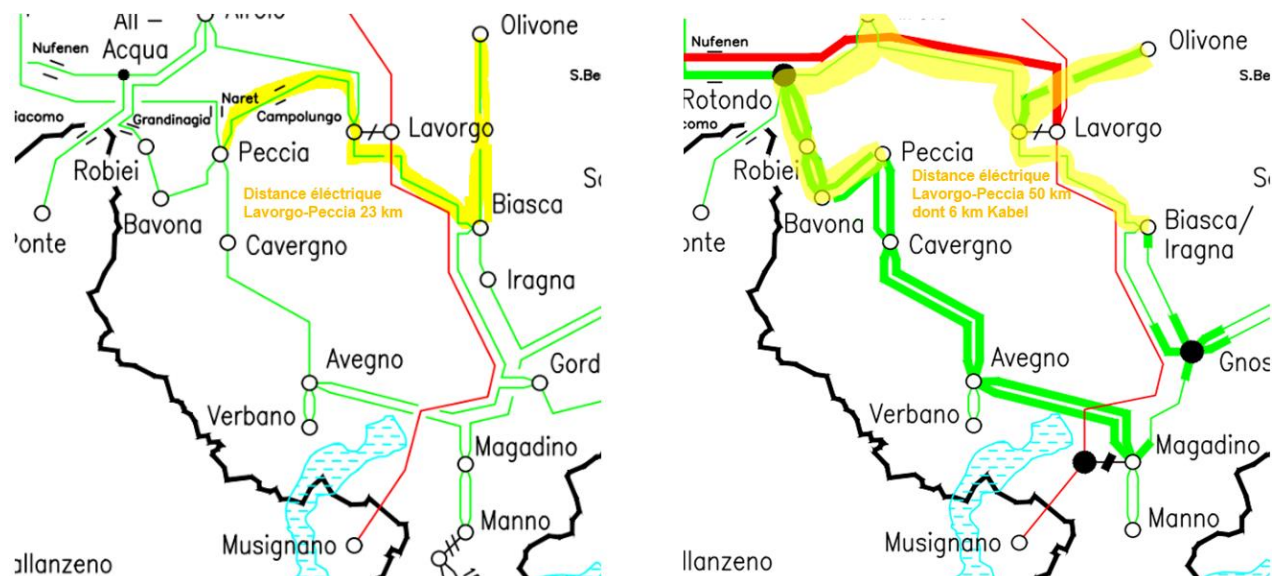 All –
Acqua
Nufenen
Olivone
S.Be
Naret
Campolungo
Grandinagia
iacomo
Lavorgo
Robiei
Peccia
Distance éléctrique
Lavorgo-Peccia 23 km
Biasca
Bavona
Ponte
Cavergno
Iragna
Avegno
Gord
Verbano
Magadino
Manno
Musignano
allanzeno
Nufenen
Olivone
S.Be
Rotondo
como
Lavorgo
Robiei
Peccia
Distance éléctrique
Lavorgo-Peccia 50 km
dont 6 km Kabel
Biasca/
Iragna
Bavona
onte
Cavergno
Avegno
Gnos
Verbano
Magadino
Manno
Musignano
llanzeno